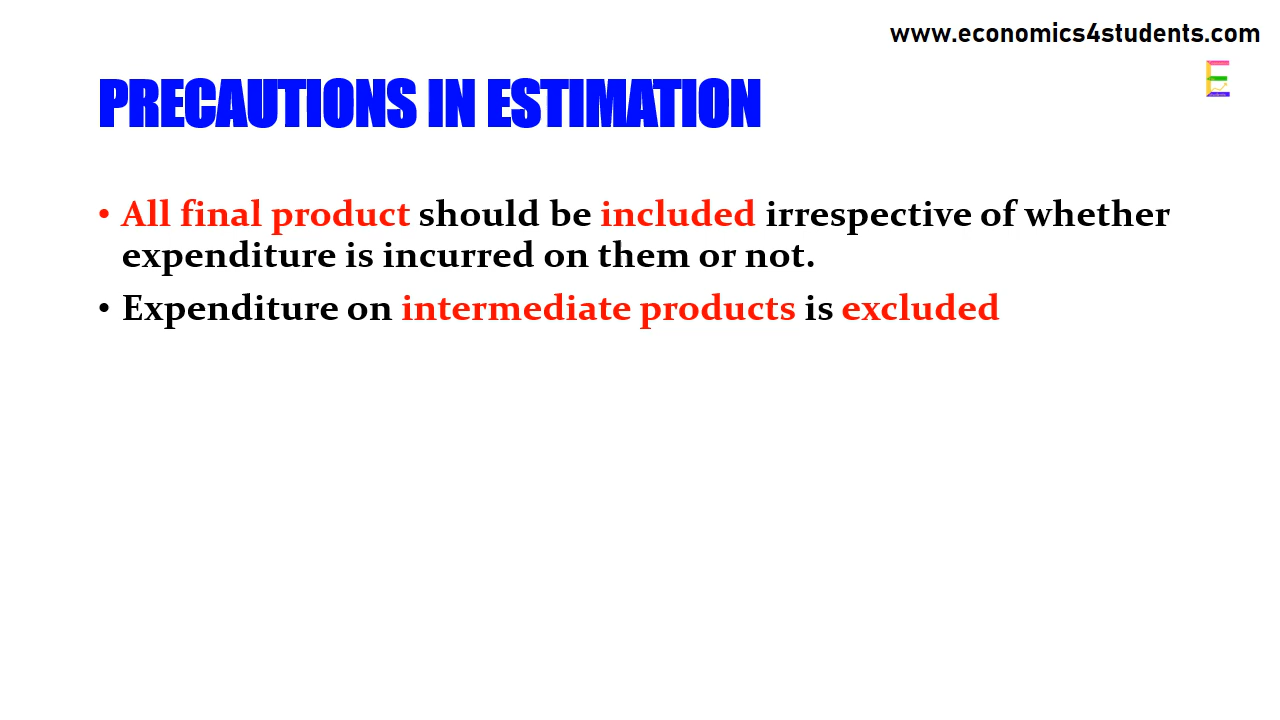 www.economics4students.com
PRECAUTIONS IN ESTIMATION
• All final product should be included irrespective of whether
expenditure is incurred on them or not.
• Expenditure on intermediate products is excluded